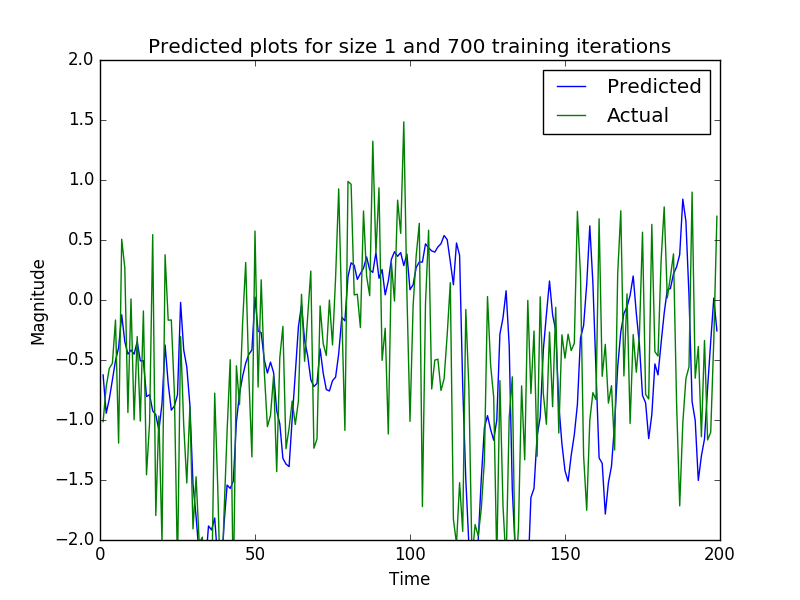 Predicted plots for size 1 and 700 training iterations
Predicted
Actual
2.0
1.5
1.0
0.5
0.0
−0.5
−1.0
−1.5
−2.0
Magnitude
0 50 100 150 200
Time